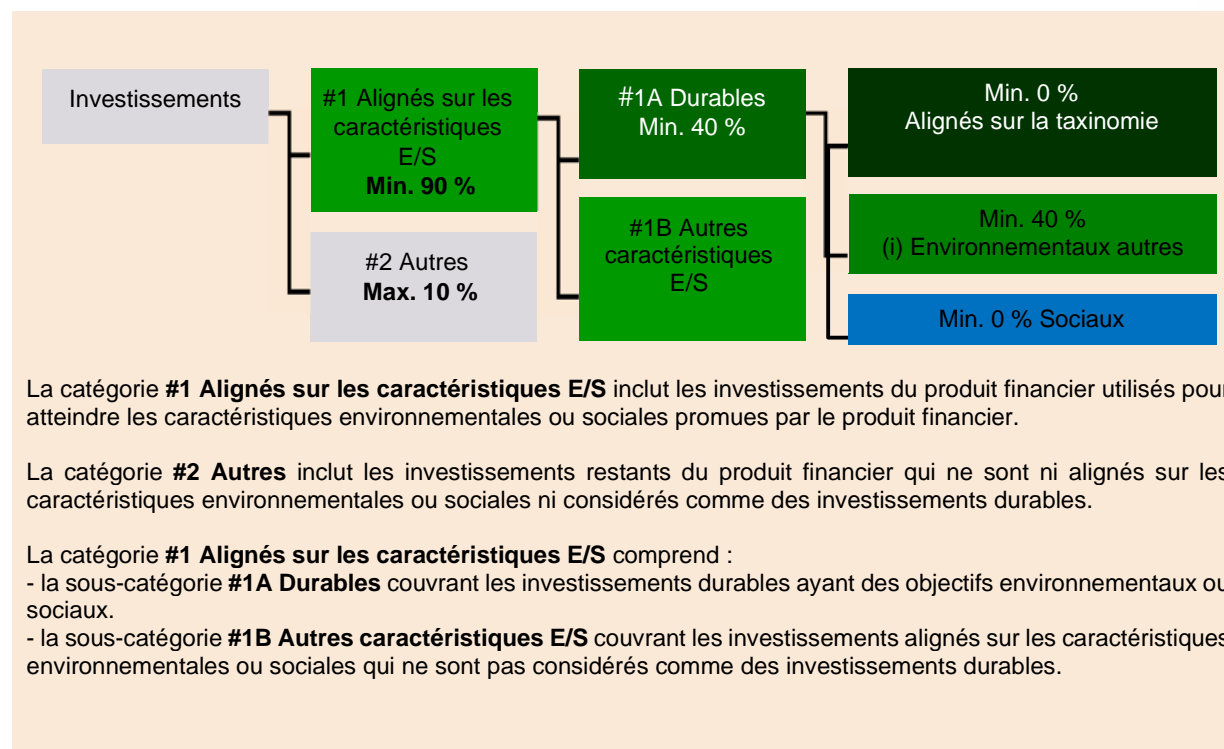 Investissements
#1 Alignés sur les
caractéristiques
E/S
Min. 90 %
#2 Autres
Max. 10 %
#1A Durables
Min. 40 %
#1B Autres
caractéristiques
E/S
Min. 0 %
Alignés sur la taxinomie
Min. 40 %
(i) Environnementaux autres
Min. 0 % Sociaux
La catégorie #1 Alignés sur les caractéristiques E/S inclut les investissements du produit financier utilisés pour
atteindre les caractéristiques environnementales ou sociales promues par le produit financier.
La catégorie #2 Autres inclut les investissements restants du produit financier qui ne sont ni alignés sur les
caractéristiques environnementales ou sociales ni considérés comme des investissements durables.
La catégorie #1 Alignés sur les caractéristiques E/S comprend :
- la sous-catégorie #1A Durables couvrant les investissements durables ayant des objectifs environnementaux ou
sociaux.
- la sous-catégorie #1B Autres caractéristiques E/S couvrant les investissements alignés sur les caractéristiques
environnementales ou sociales qui ne sont pas considérés comme des investissements durables.